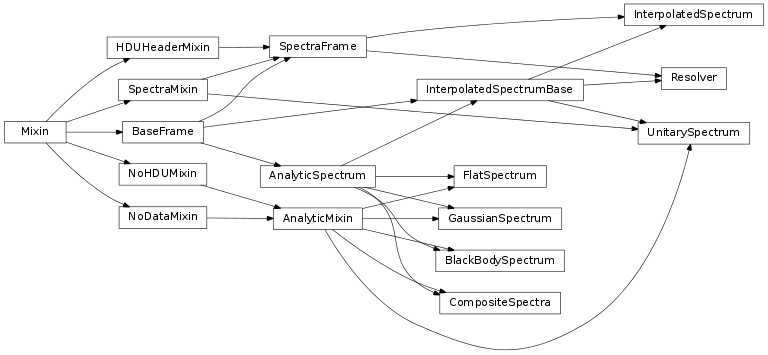 InterpolatedSpectrum
HDUHeaderMixin
SpectraFrame
Resolver
SpectraMixin
InterpolatedSpectrumBase
Mixin
BaseFrame
UnitarySpectrum
NoHDUMixin
AnalyticSpectrum
FlatSpectrum
NoDataMixin
AnalyticMixin
GaussianSpectrum
BlackBodySpectrum
CompositeSpectra